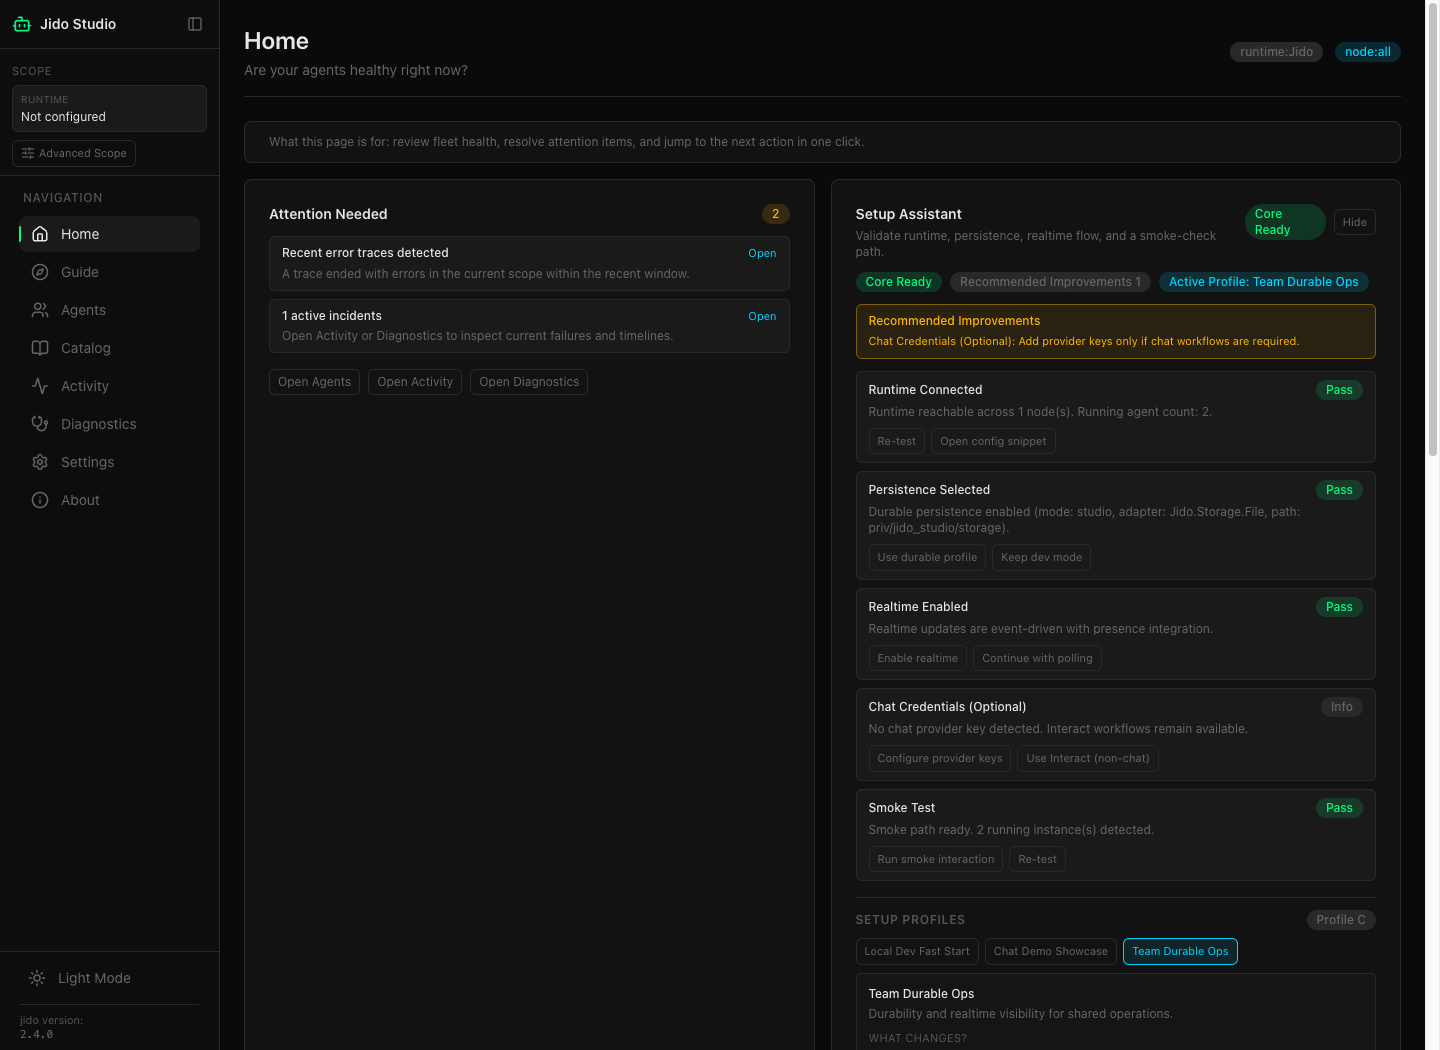 Jido Studio
SCOPE
RUNTIME
Not configured
Advanced Scope
NAVIGATION
Home
Guide
Agents
Catalog
Activity
Diagnostics
Settings
About
Light Mode
jido version:
2.4.0
Home
Are your agents healthy right now?
runtime:Jido
node:all
What this page is for: review fleet health, resolve attention items, and jump to the next action in one click.
Attention Needed
2
Recent error traces detected
Open
A trace ended with errors in the current scope within the recent window.
1 active incidents
Open
Open Activity or Diagnostics to inspect current failures and timelines.
Open Agents
Open Activity
Open Diagnostics
Setup Assistant
Validate runtime, persistence, realtime flow, and a smoke-check
path.
Core
Ready
Hide
Core Ready
Recommended Improvements 1
Active Profile: Team Durable Ops
Recommended Improvements
Chat Credentials (Optional): Add provider keys only if chat workflows are required.
Runtime Connected
Pass
Runtime reachable across 1 node(s). Running agent count: 2.
Re-test
Open config snippet
Persistence Selected
Pass
Durable persistence enabled (mode: studio, adapter: Jido.Storage.File, path:
priv/jido_studio/storage).
Use durable profile
Keep dev mode
Realtime Enabled
Pass
Realtime updates are event-driven with presence integration.
Enable realtime
Continue with polling
Chat Credentials (Optional)
Info
No chat provider key detected. Interact workflows remain available.
Configure provider keys
Use Interact (non-chat)
Smoke Test
Pass
Smoke path ready. 2 running instance(s) detected.
Run smoke interaction
Re-test
SETUP PROFILES
Profile C
Local Dev Fast Start
Chat Demo Showcase
Team Durable Ops
Team Durable Ops
Durability and realtime visibility for shared operations.
WHAT CHANGES?